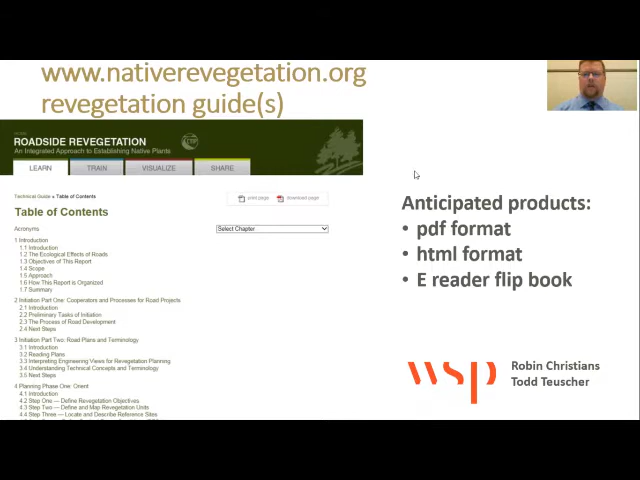 www.nativerevegetation.org
revegetation guide(s)
ROADSIDE REVEGETATION
An Integrated Approach to Establishing Native Plants
LEARN TRAIN VISUALIZE SHARE
Technical Guide » Table of Contents
print page download page
Table of Contents
Acronyms
Select Chapter
1 Introduction
1.1 Introduction
1.2 The Ecological Effects of Roads
1.3 Objectives of This Report
1.4 Scope
1.5 Approach
1.6 How This Report is Organized
1.7 Summary
2 Initiation Part One: Cooperators and Processes for Road Projects
2.1 Introduction
2.2 Preliminary Tasks of Initiation
2.3 The Process of Road Development
2.4 Next Steps
3 Initiation Part Two: Road Plans and Terminology
3.1 Introduction
3.2 Reading Plans
3.3 Interpreting Engineering Views for Revegetation Planning
3.4 Understanding Technical Concepts and Terminology
3.5 Next Steps
4 Planning Phase One: Orient
4.1 Introduction
4.2 Step One — Define Revegetation Objectives
4.3 Step Two — Define and Map Revegetation Units
4.4 Step Three — Locate and Describe Reference Sites
Anticipated products:
• pdf format
• html format
• E reader flip book
wsp
Robin Christians
Todd Teuscher